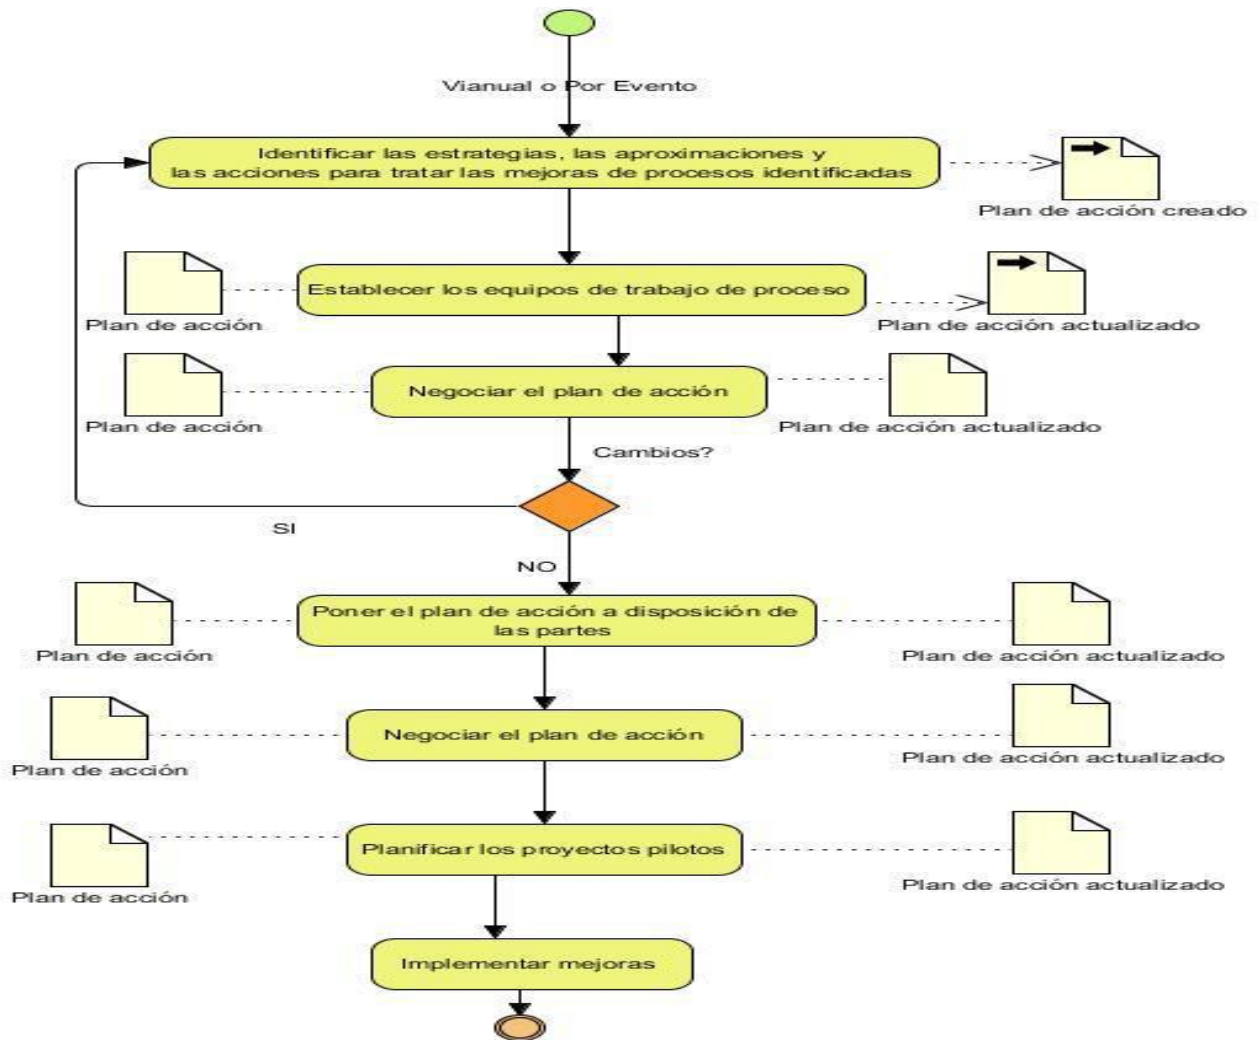 Vianual o Por Evento
Identificar las estrategias, las aproximaciones y
las acciones para tratar las mejoras de procesos identificadas
Plan de acción creado
Establecer los equipos de trabajo de proceso
Plan de acción
Plan de acción actualizado
Negociar el plan de acción
Plan de acción
Plan de acción actualizado
Cambios?
SI
NO
Poner el plan de acción a disposición de
las partes
Plan de acción
Plan de acción actualizado
Negociar el plan de acción
Plan de acción
Plan de acción actualizado
Planificar los proyectos pilotos
Plan de acción
Plan de acción actualizado
Implementar mejoras